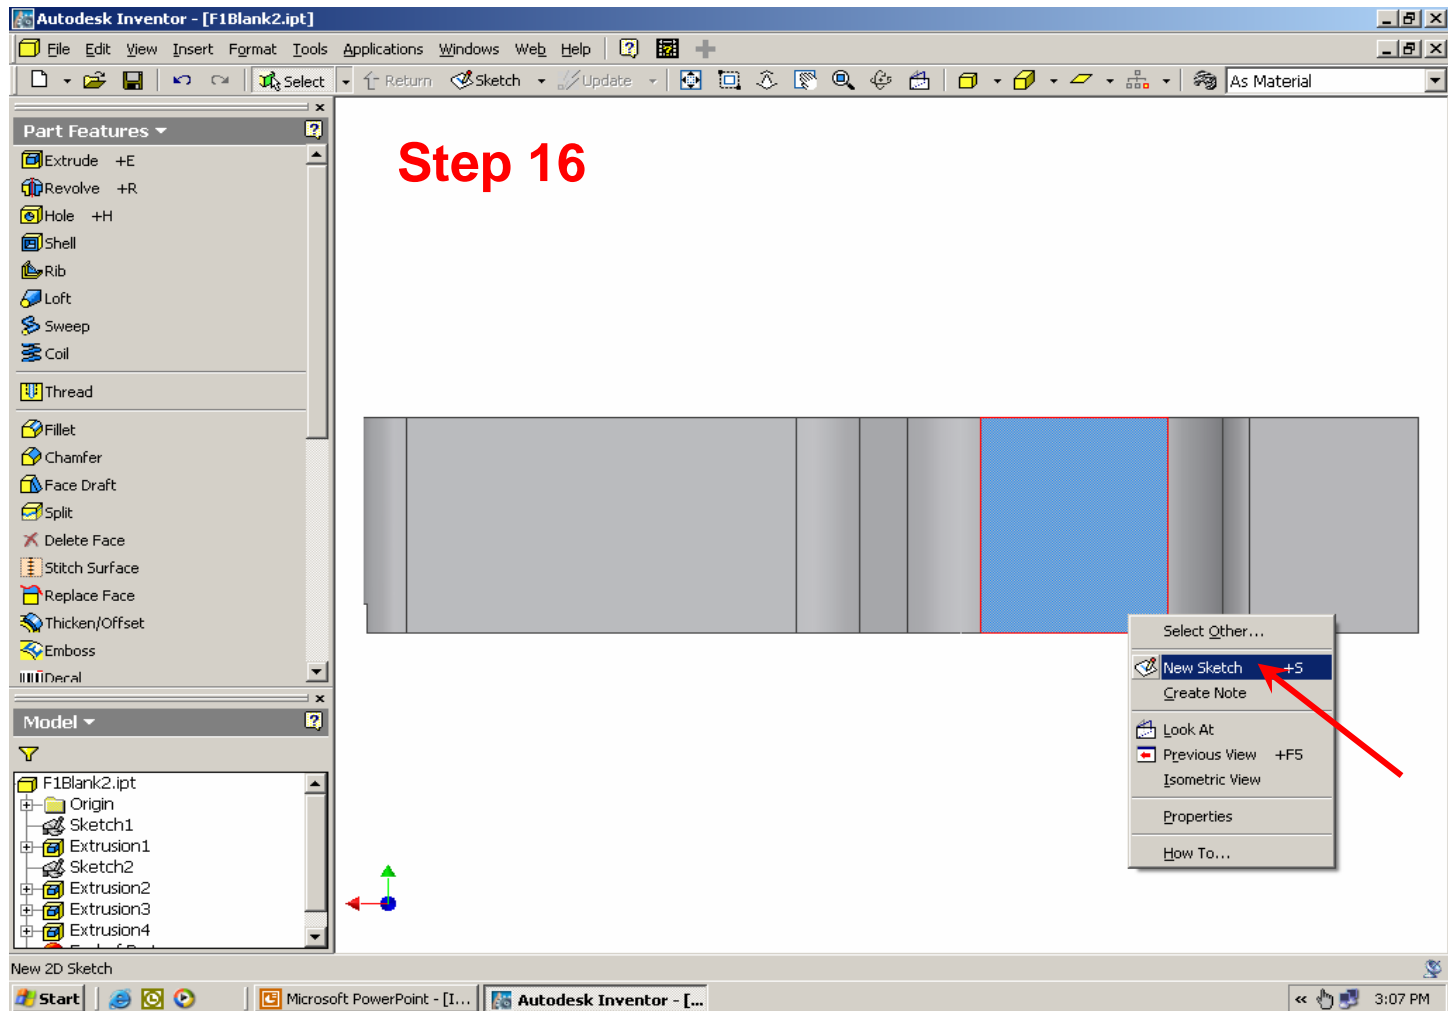 Autodesk Inventor - [F1Blank2.ipt]
File Edit View Insert Format Tools Applications Windows Web Help
Select Return Sketch Update As Material
Part Features
Extrude +E
Revolve +R
Hole +H
Shell
Rib
Loft
Sweep
Coil
Thread
Fillet
Chamfer
Face Draft
Split
Delete Face
Stitch Surface
Replace Face
Thicken/Offset
Emboss
Decal
Step 16
Select Other...
New Sketch +S
Create Note
Look At
Previous View +F5
Isometric View
Properties
How To...
Model
F1Blank2.ipt
Origin
Sketch1
Extrusion1
Sketch2
Extrusion2
Extrusion3
Extrusion4
New 2D Sketch
Start Microsoft PowerPoint - [I... Autodesk Inventor - [... 3:07 PM